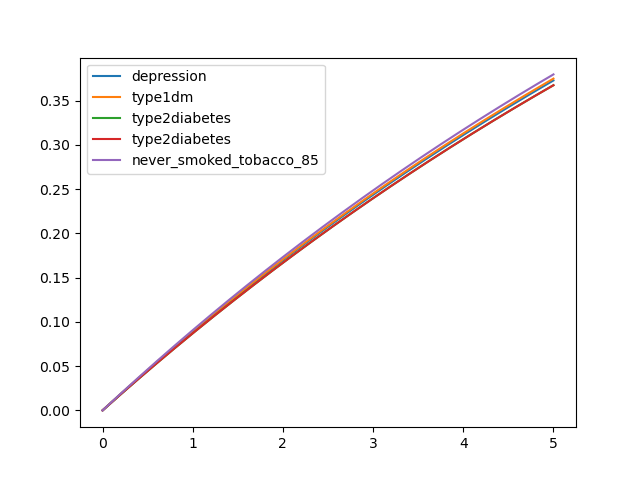 depression
type1dm
type2diabetes
type2diabetes
never_smoked_tobacco_85
0.35
0.30
0.25
0.20
0.15
0.10
0.05
0.00
0 1 2 3 4 5